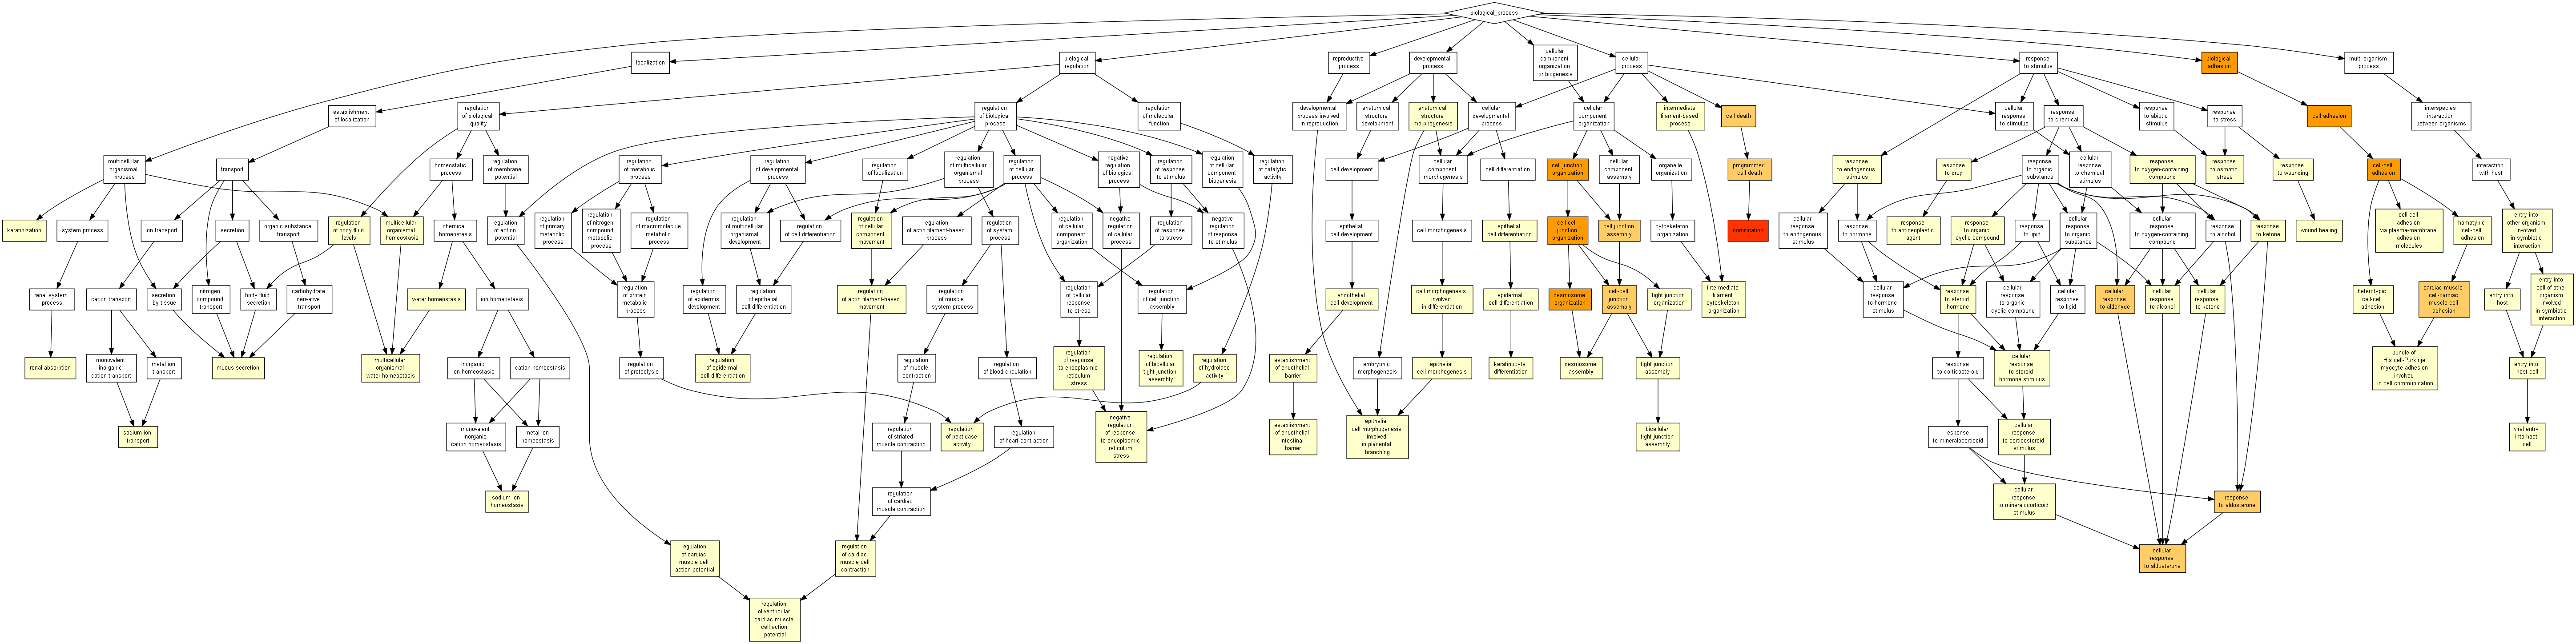 biological_process
localization
biological
regulation
reproductive
process
developmental
process
cellular
component
organization
or biogenesis
cellular
process
response
to stimulus
biological
adhesion
multi-organism
process
establishment
of localization
regulation
of biological
quality
regulation
of biological
process
regulation
of molecular
function
developmental
process involved
in reproduction
anatomical
structure
development
anatomical
structure
morphogenesis
cellular
developmental
process
cellular
component
organization
intermediate
filament-based
process
cell death
cellular
response
to stimulus
response
to chemical
response
to abiotic
stimulus
response
to stress
cell adhesion
interspecies
interaction
between organisms
multicellular
organismal
process
transport
homeostatic
process
regulation
of membrane
potential
regulation
of metabolic
process
regulation
of developmental
process
regulation
of localization
regulation
of multicellular
organismal
process
regulation
of cellular
process
negative
regulation
of biological
process
regulation
of response
to stimulus
regulation
of cellular
component
biogenesis
regulation
of catalytic
activity
cell development
cellular
component
morphogenesis
cell differentiation
cell junction
organization
cellular
component
assembly
organelle
organization
programmed
cell death
response
to endogenous
stimulus
response
to drug
response
to organic
substance
cellular
response
to chemical
stimulus
response
to oxygen-containing
compound
response
to osmotic
stress
response
to wounding
cell-cell
adhesion
interaction
with host
keratinization
system process
ion transport
secretion
organic substance
transport
regulation
of body fluid
levels
multicellular
organismal
homeostasis
chemical
homeostasis
regulation
of action
potential
regulation
of primary
metabolic
process
regulation
of nitrogen
compound
metabolic
process
regulation
of macromolecule
metabolic
process
regulation
of multicellular
organismal
development
regulation
of cell differentiation
regulation
of cellular
component
movement
regulation
of actin filament-based
process
regulation
of system
process
regulation
of cellular
component
organization
negative
regulation
of cellular
process
regulation
of response
to stress
negative
regulation
of response
to stimulus
epithelial
cell development
cell morphogenesis
epithelial
cell differentiation
cell-cell
junction
organization
cell junction
assembly
cytoskeleton
organization
cornification
cellular
response
to endogenous
stimulus
response
to hormone
response
to antineoplastic
agent
response
to organic
cyclic compound
response
to lipid
cellular
response
to organic
substance
cellular
response
to oxygen-containing
compound
response
to alcohol
response
to ketone
wound healing
cell-cell
adhesion
via plasma-membrane
adhesion
molecules
homotypic
cell-cell
adhesion
entry into
other organism
involved
in symbiotic
interaction
renal system
process
cation transport
secretion
by tissue
nitrogen
compound
transport
body fluid
secretion
carbohydrate
derivative
transport
water homeostasis
ion homeostasis
regulation
of protein
metabolic
process
regulation
of epidermis
development
regulation
of epithelial
cell differentiation
regulation
of actin filament-based
movement
regulation
of muscle
system process
regulation
of cellular
response
to stress
regulation
of cell junction
assembly
endothelial
cell development
cell morphogenesis
involved
in differentiation
epidermal
cell differentiation
desmosome
organization
cell-cell
junction
assembly
tight junction
organization
intermediate
filament
cytoskeleton
organization
cellular
response
to hormone
stimulus
response
to steroid
hormone
cellular
response
to organic
cyclic compound
cellular
response
to lipid
cellular
response
to aldehyde
cellular
response
to alcohol
cellular
response
to ketone
heterotypic
cell-cell
adhesion
cardiac muscle
cell-cardiac
muscle cell
adhesion
entry into
host
entry into
cell of other
organism
involved
in symbiotic
interaction
renal absorption
monovalent
inorganic
cation transport
metal ion
transport
mucus secretion
multicellular
organismal
water homeostasis
inorganic
ion homeostasis
cation homeostasis
regulation
of proteolysis
regulation
of epidermal
cell differentiation
regulation
of muscle
contraction
regulation
of blood circulation
regulation
of response
to endoplasmic
reticulum
stress
regulation
of bicellular
tight junction
assembly
regulation
of hydrolase
activity
establishment
of endothelial
barrier
embryonic
morphogenesis
epithelial
cell morphogenesis
keratinocyte
differentiation
desmosome
assembly
tight junction
assembly
response
to corticosteroid
cellular
response
to steroid
hormone stimulus
bundle of
His cell-Purkinje
myocyte adhesion
involved
in cell communication
entry into
host cell
sodium ion
transport
monovalent
inorganic
cation homeostasis
metal ion
homeostasis
regulation
of striated
muscle contraction
regulation
of peptidase
activity
regulation
of heart contraction
negative
regulation
of response
to endoplasmic
reticulum
stress
establishment
of endothelial
intestinal
barrier
epithelial
cell morphogenesis
involved
in placental
branching
bicellular
tight junction
assembly
response
to mineralocorticoid
cellular
response
to corticosteroid
stimulus
viral entry
into host
cell
sodium ion
homeostasis
regulation
of cardiac
muscle contraction
cellular
response
to mineralocorticoid
stimulus
response
to aldosterone
regulation
of cardiac
muscle cell
action potential
regulation
of cardiac
muscle cell
contraction
cellular
response
to aldosterone
regulation
of ventricular
cardiac muscle
cell action
potential